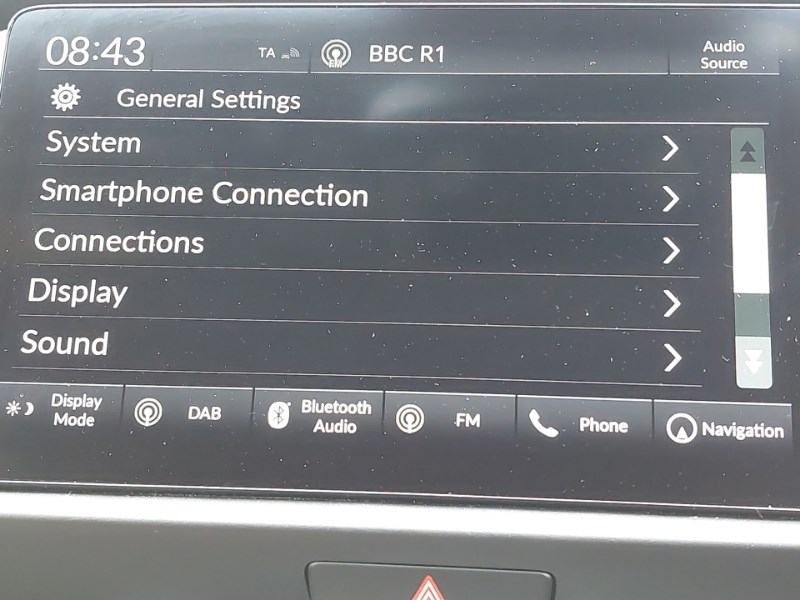 08:43 TA FM BBC R1 Audio
Source
General Settings
System
Smartphone Connection
Connections
Display
Sound
Display
Mode
DAB
Bluetooth
Audio
FM
Phone
Navigation